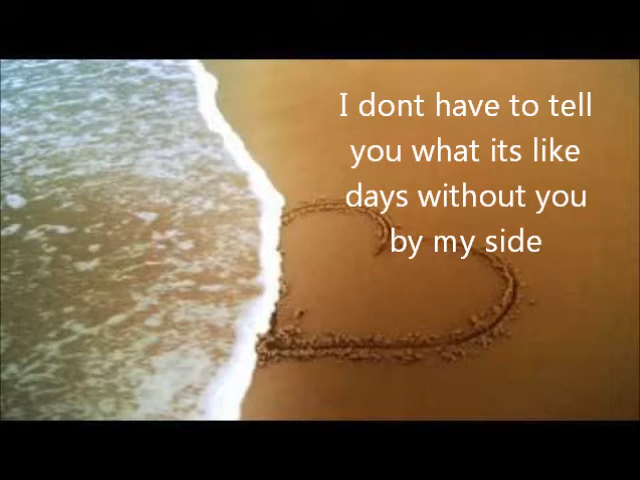 I dont have to tell
you what its like
days without you
by my side